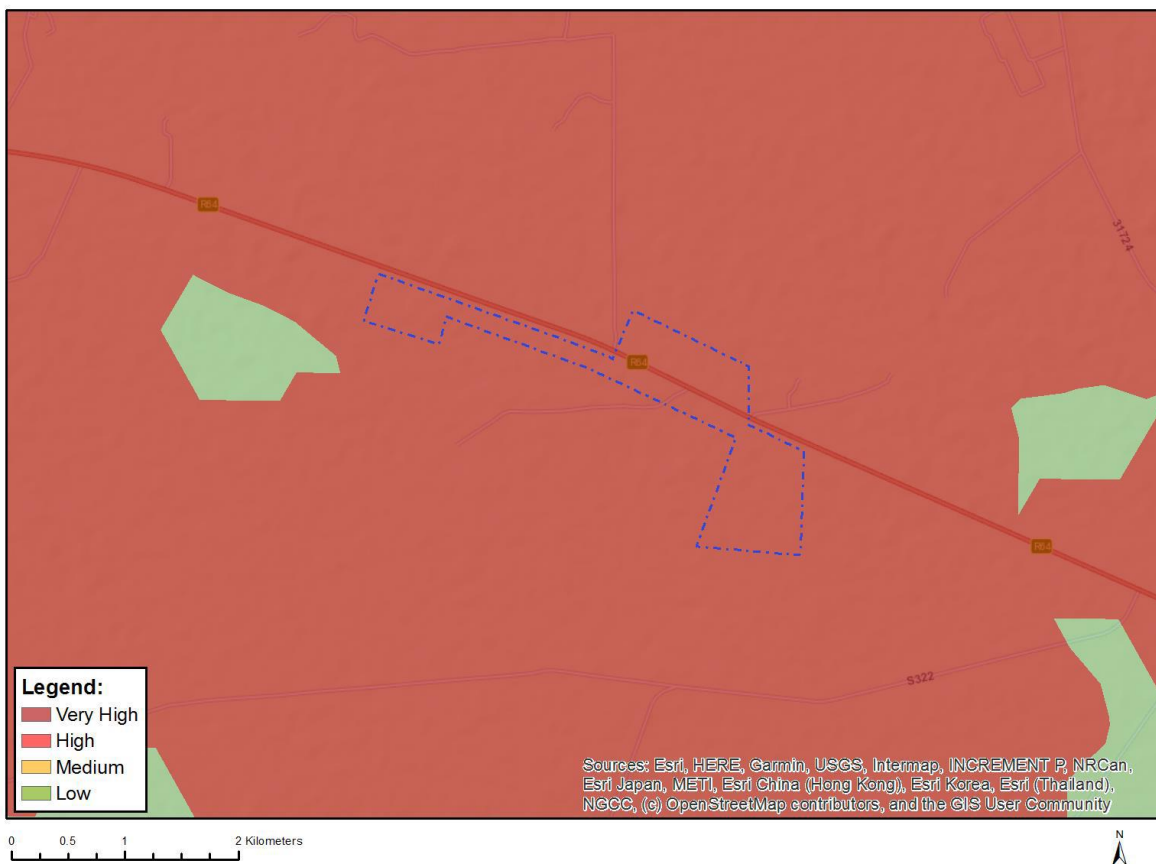 R64
R64
R64
31724
S322
Legend:
Very High
High
Medium
Low
Sources: Esri, HERE, Garmin, USGS, Intermap, INCREMENT P, NRCan,
Esri Japan, METI, Esri China (Hong Kong), Esri Korea, Esri (Thailand),
NGCC, (c) OpenStreetMap contributors, and the GIS User Community
0 0.5 1 2 Kilometers
N